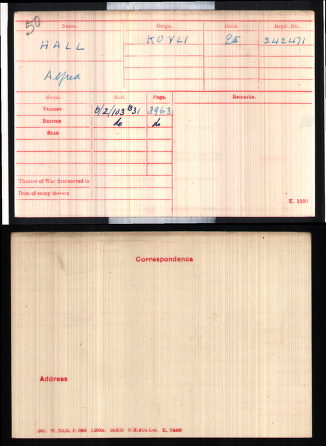 50
Name. Corps. Rank. Regtl. No.
HALL KOYLI Pte 242471
Alfred
Medal. Roll. Page. Remarks.
VICTORY O/2/103 B31 3963
BRITISH do do
STAR
Theatre of War first served in
Date of entry therein
K. 1380
Correspondence
Address
K. 7680